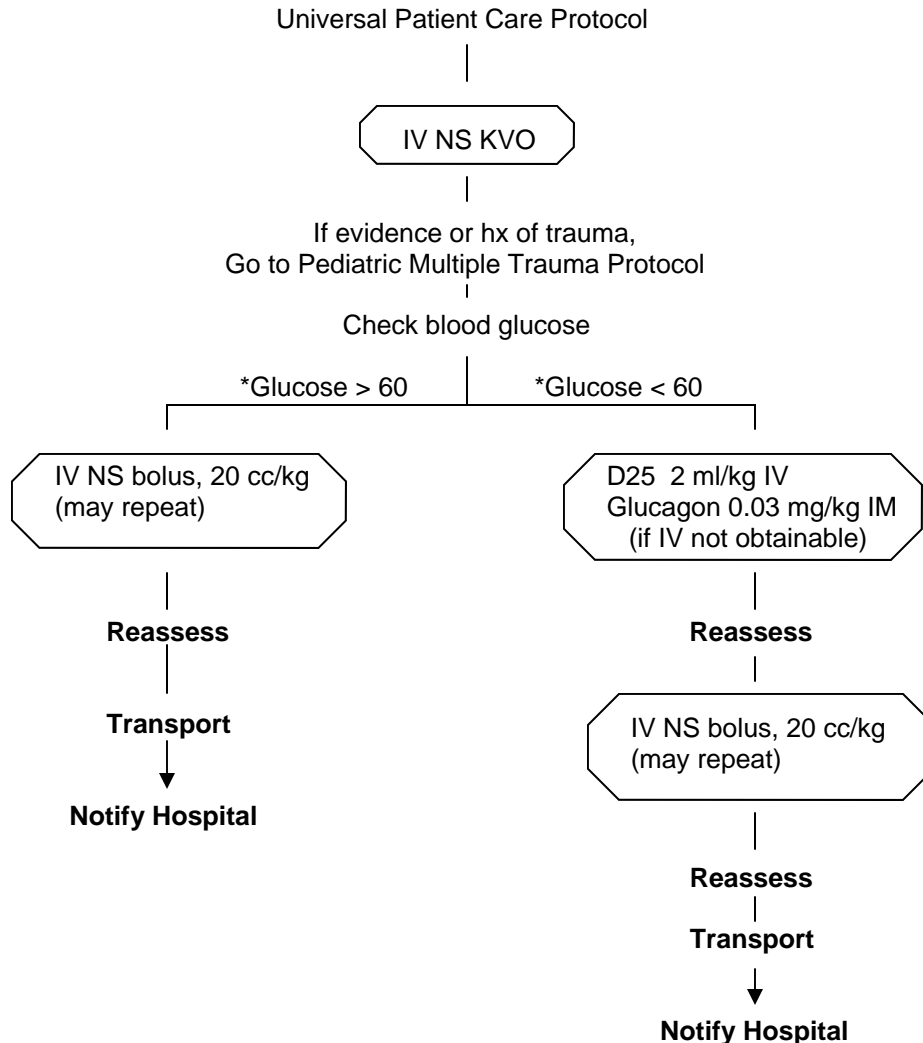 Universal Patient Care Protocol
IV NS KVO
If evidence or hx of trauma,
Go to Pediatric Multiple Trauma Protocol
Check blood glucose
*Glucose > 60
*Glucose < 60
IV NS bolus, 20 cc/kg
(may repeat)
Reassess
Transport
Notify Hospital
D25  2 ml/kg IV
Glucagon 0.03 mg/kg IM
(if IV not obtainable)
Reassess
IV NS bolus, 20 cc/kg
(may repeat)
Reassess
Transport
Notify Hospital